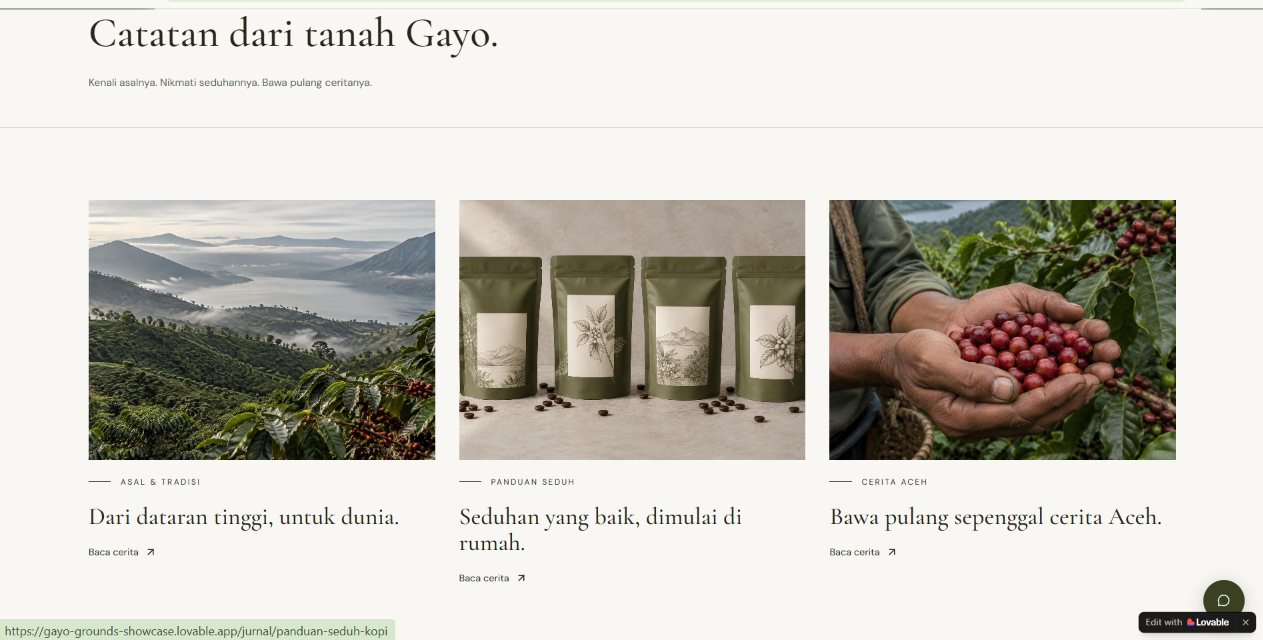 Catatan dari tanah Gayo.
Kenali asalnya. Nikmati seduhannya. Bawa pulang ceritanya.
ASAL & TRADISI
Dari dataran tinggi, untuk dunia.
Baca cerita
PANDUAN SEDUH
Seduhan yang baik, dimulai di
rumah.
Baca cerita
CERITA ACEH
Bawa pulang sepenggal cerita Aceh.
Baca cerita
Edit with Lovable
https://gayo-grounds-showcase.lovable.app/jurnal/panduan-seduh-kopi